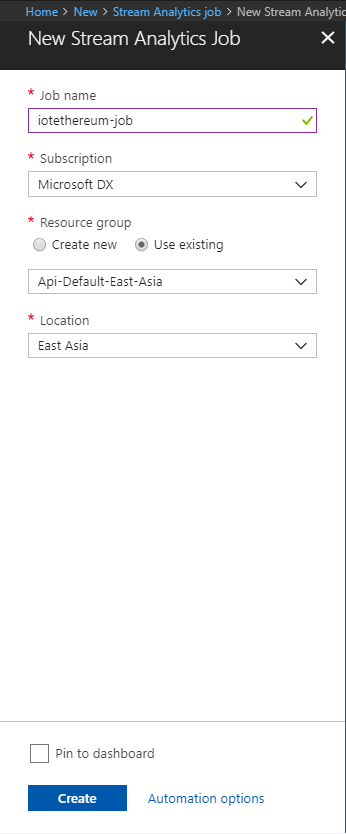 Home > New > Stream Analytics job > New Stream Analytic
New Stream Analytics Job
* Job name
iotethereum-job
* Subscription
Microsoft DX
* Resource group
Create new Use existing
Api-Default-East-Asia
* Location
East Asia
Pin to dashboard
Create Automation options